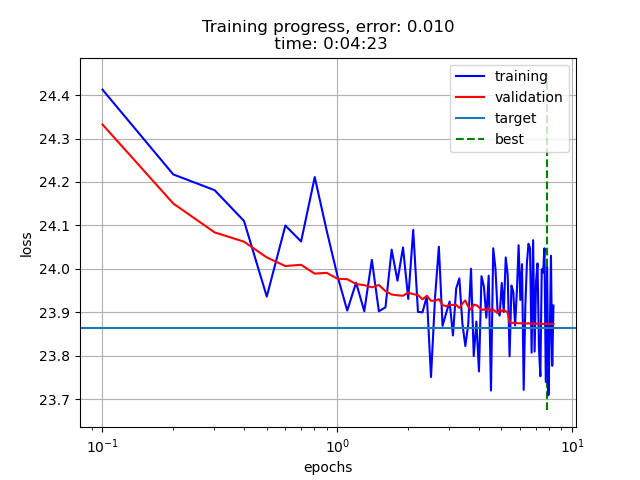 Training progress, error: 0.010
time: 0:04:23
training
validation
target
best
24.4
24.3
24.2
24.1
24.0
23.9
23.8
23.7
loss
10⁻¹
10⁰
10¹
epochs